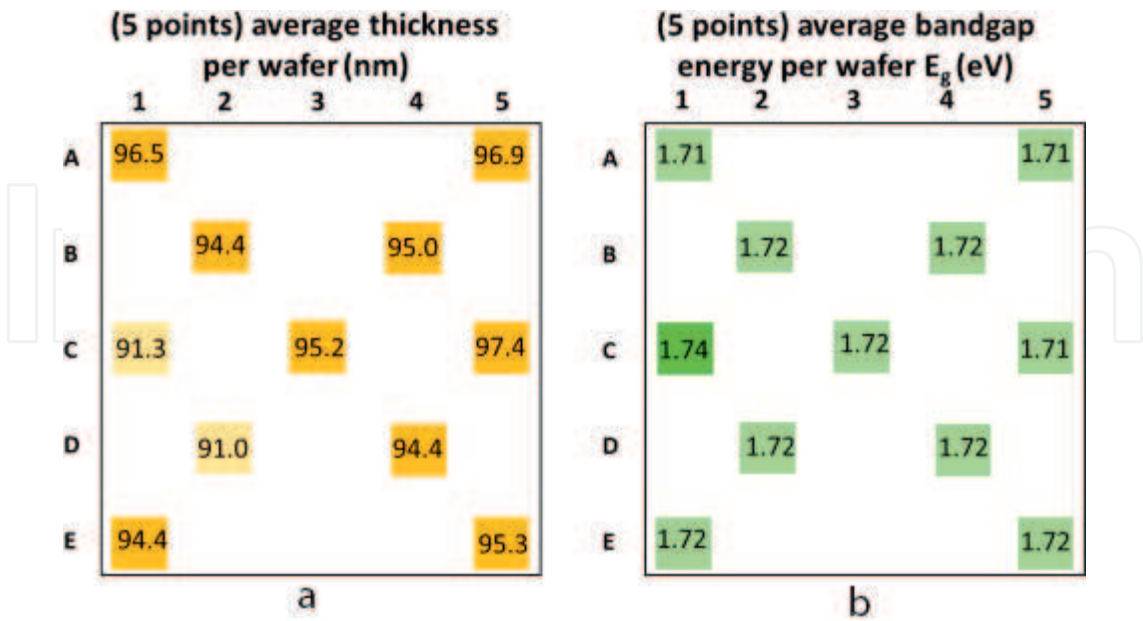 (5 points) average thickness
per wafer (nm)
1 2 3 4 5
A 96.5 96.9
B 94.4 95.0
C 91.3 95.2 97.4
D 91.0 94.4
E 94.4 95.3
a
(5 points) average bandgap
energy per wafer Eg (eV)
1 2 3 4 5
A 1.71 1.71
B 1.72 1.72
C 1.74 1.72 1.71
D 1.72 1.72
E 1.72 1.72
b